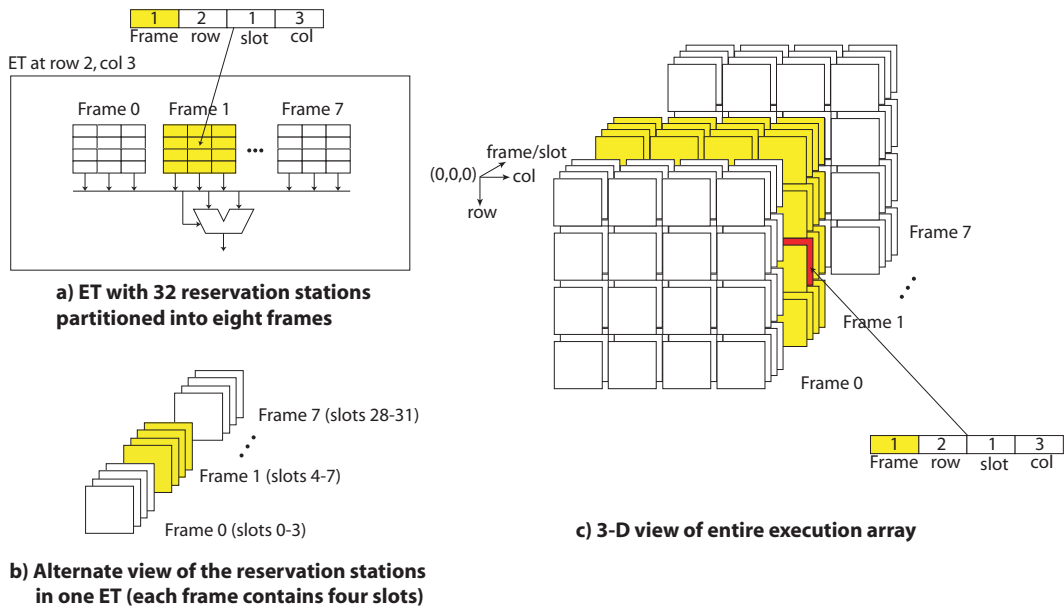 1 2 1 3
Frame row slot col
ET at row 2, col 3
Frame 0 Frame 1 Frame 7
...
a) ET with 32 reservation stations
partitioned into eight frames
Frame 7 (slots 28-31)
Frame 1 (slots 4-7)
Frame 0 (slots 0-3)
b) Alternate view of the reservation stations
in one ET (each frame contains four slots)
frame/slot
(0,0,0)
col
row
Frame 7
Frame 1
Frame 0
1 2 1 3
Frame row slot col
c) 3-D view of entire execution array